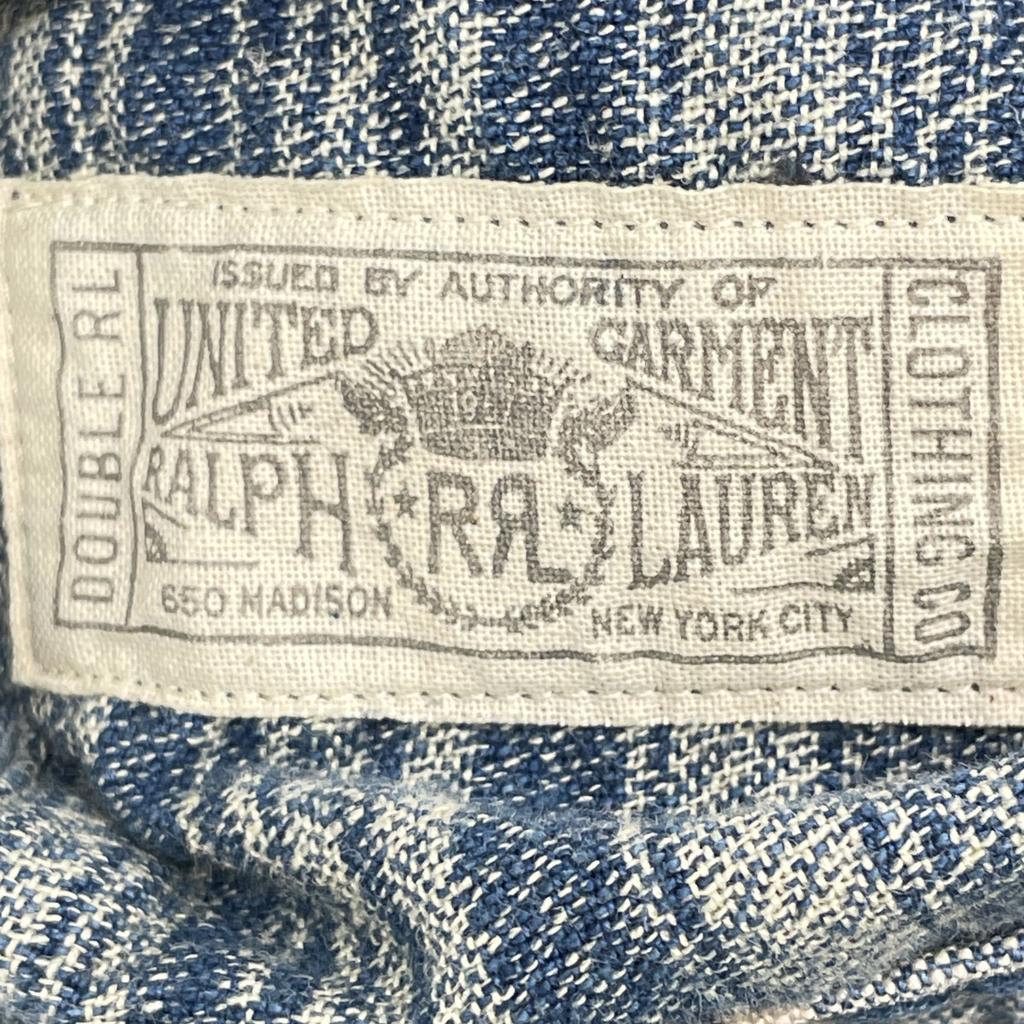 DOUBLE RL
ISSUED BY AUTHORITY OF
UNITED GARMENT
RALPH RRL LAUREN
650 MADISON NEW YORK CITY
CLOTHING CO